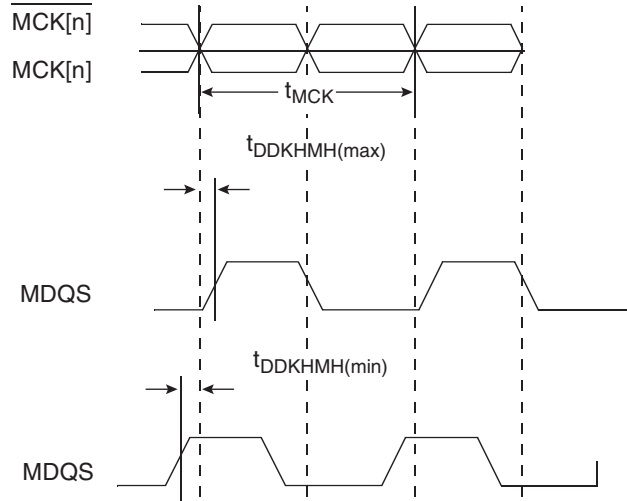 MCK[n]
MCK[n]
tMCK
tDDKHMH(max)
MDQS
tDDKHMH(min)
MDQS